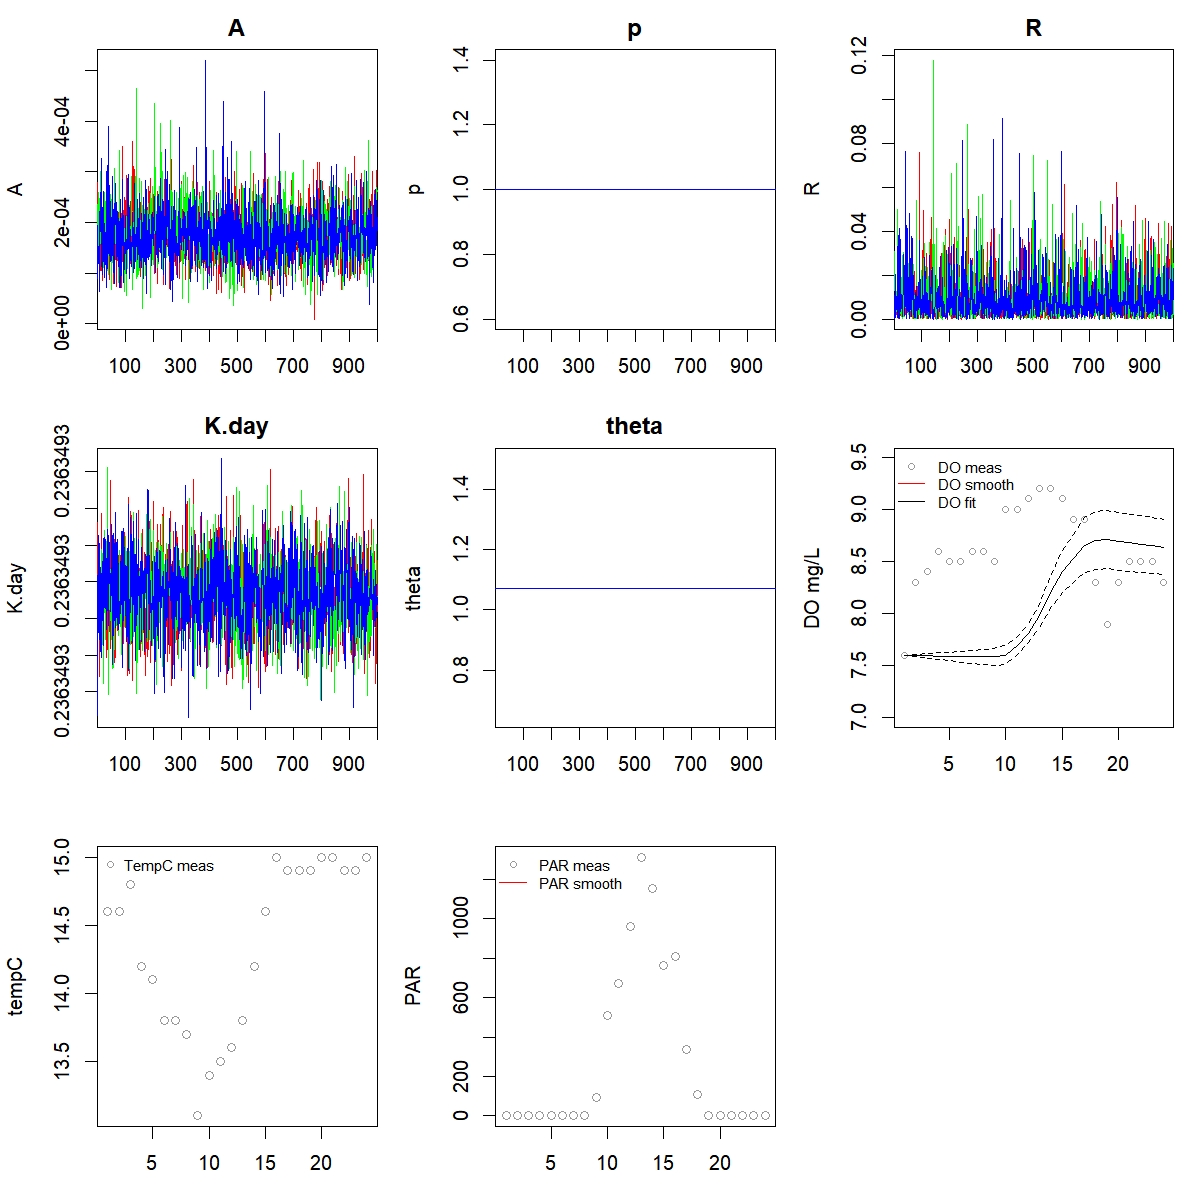 A
p
R
A
0e+00
2e-04
4e-04
100 300 500 700 900
p
0.6
0.8
1.0
1.2
1.4
100 300 500 700 900
R
0.00
0.04
0.08
0.12
100 300 500 700 900
K.day
theta
K.day
0.2363493
0.2363493
0.2363493
0.2363493
100 300 500 700 900
theta
0.8
1.0
1.2
1.4
100 300 500 700 900
DO mg/L
7.0
7.5
8.0
8.5
9.0
9.5
DO meas
DO smooth
DO fit
5 10 15 20
tempC
13.5
14.0
14.5
15.0
TempC meas
5 10 15 20
PAR
0
200
600
1000
PAR meas
PAR smooth
5 10 15 20